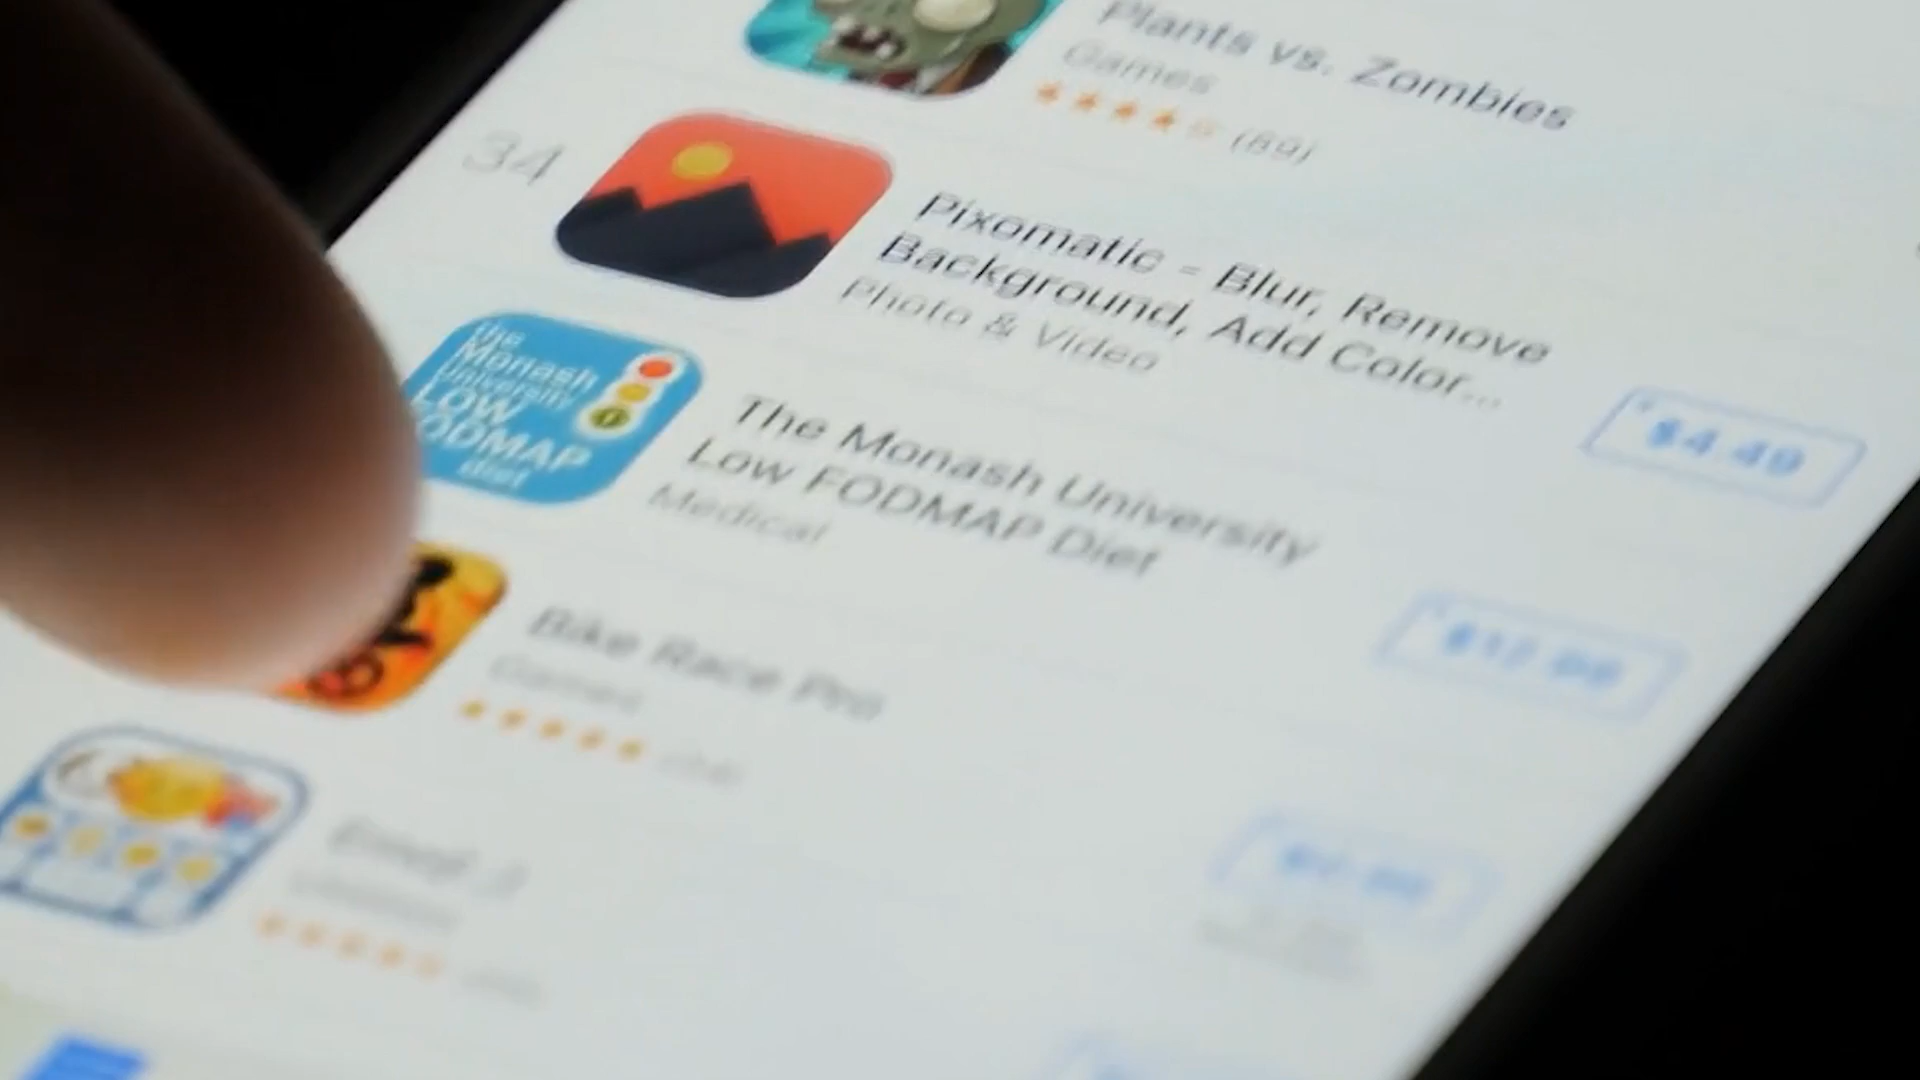 Plants vs. Zombies
Games
(89)
34
Pixomatic - Blur, Remove
Background, Add Color...
Photo & Video
$4.49
the
Monash
University
LOW
FODMAP
diet
The Monash University
Low FODMAP Diet
Medical
Bike Race Pro
Games